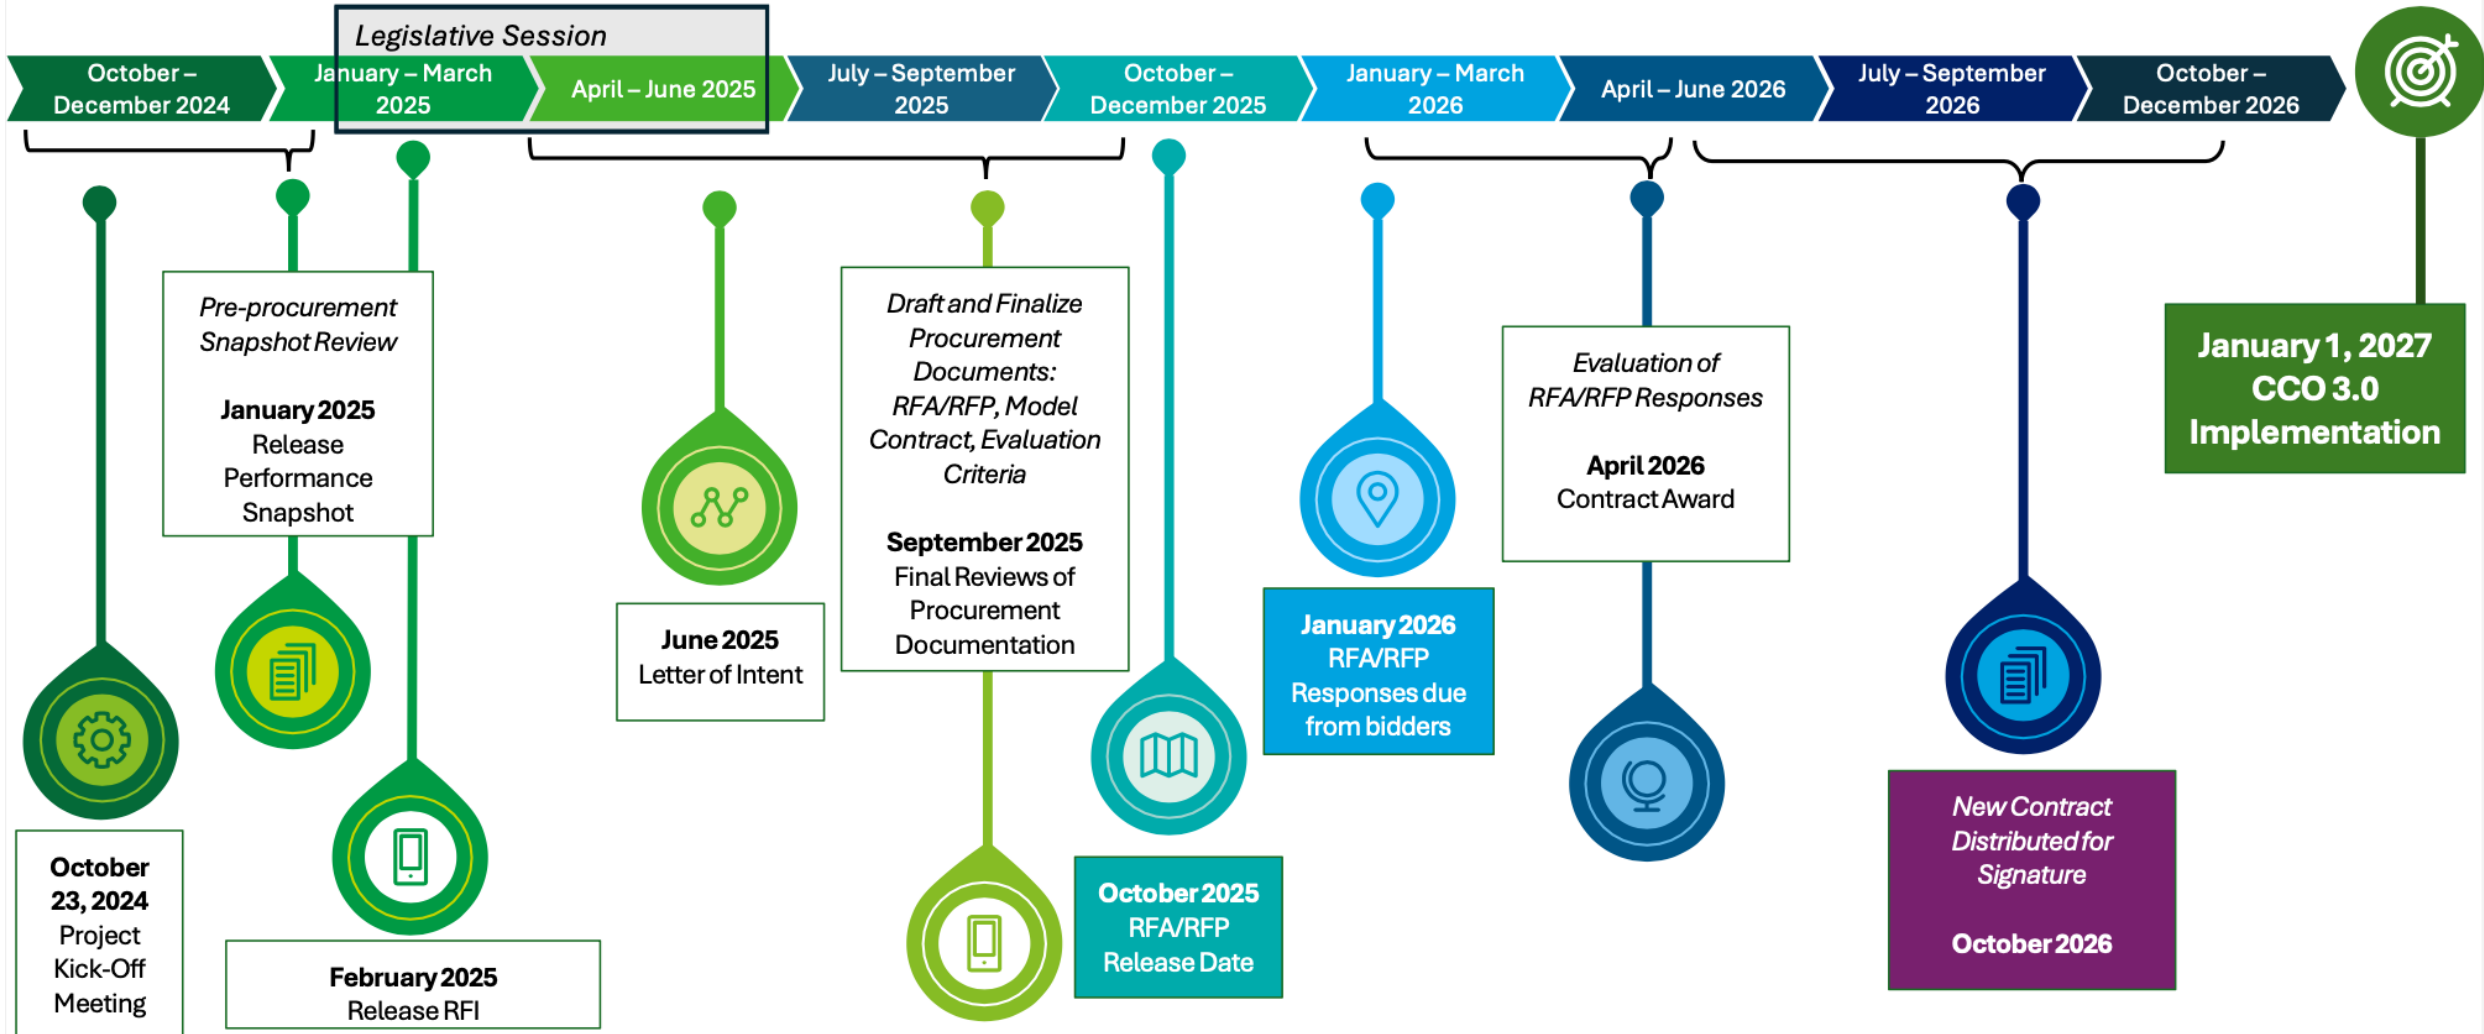 Legislative Session
October –
December 2024
January – March
2025
April – June 2025
July – September
2025
October –
December 2025
January – March
2026
April – June 2026
July – September
2026
October –
December 2026
October
23, 2024
Project
Kick-Off
Meeting
Pre-procurement
Snapshot Review
January 2025
Release
Performance
Snapshot
February 2025
Release RFI
June 2025
Letter of Intent
Draft and Finalize
Procurement
Documents:
RFA/RFP, Model
Contract, Evaluation
Criteria
September 2025
Final Reviews of
Procurement
Documentation
October 2025
RFA/RFP
Release Date
January 2026
RFA/RFP
Responses due
from bidders
Evaluation of
RFA/RFP Responses
April 2026
Contract Award
New Contract
Distributed for
Signature
October 2026
January 1, 2027
CCO 3.0
Implementation